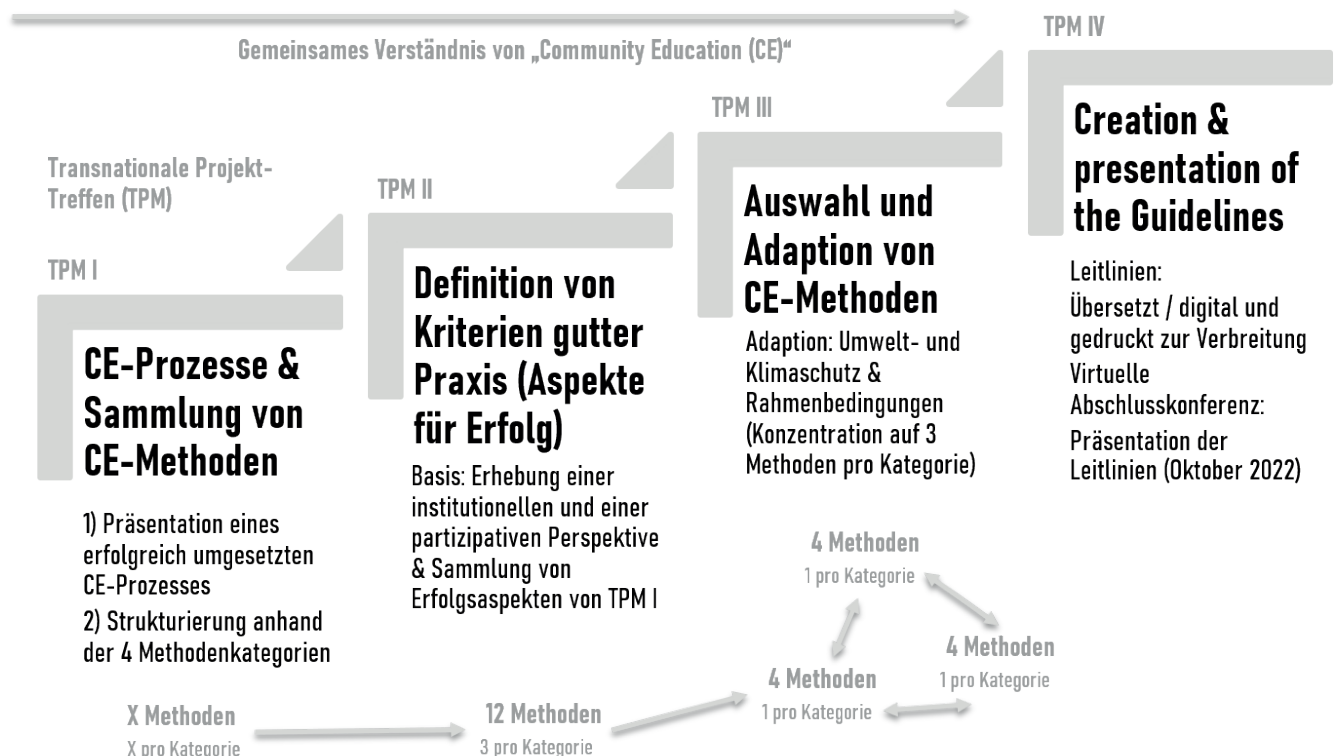 Gemeinsames Verständnis von „Community Education (CE)“
Transnationale Projekt-
Treffen (TPM)
TPM I
CE-Prozesse &
Sammlung von
CE-Methoden
1) Präsentation eines
erfolgreich umgesetzten
CE-Prozesses
2) Strukturierung anhand
der 4 Methodenkategorien
TPM II
Definition von
Kriterien gutter
Praxis (Aspekte
für Erfolg)
Basis: Erhebung einer
institutionellen und einer
partizipativen Perspektive
& Sammlung von
Erfolgsaspekten von TPM I
TPM III
Auswahl und
Adaption von
CE-Methoden
Adaption: Umwelt- und
Klimaschutz &
Rahmenbedingungen
(Konzentration auf 3
Methoden pro Kategorie)
TPM IV
Creation &
presentation of
the Guidelines
Leitlinien:
Übersetzt / digital und
gedruckt zur Verbreitung
Virtuelle
Abschlusskonferenz:
Präsentation der
Leitlinien (Oktober 2022)
X Methoden
X pro Kategorie
12 Methoden
3 pro Kategorie
4 Methoden
1 pro Kategorie
4 Methoden
1 pro Kategorie
4 Methoden
1 pro Kategorie